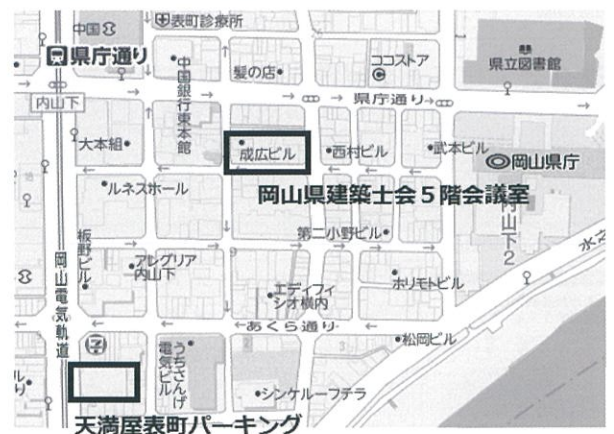 中国
表町診療所
県庁通り
中国銀行東本館
髪の店
ココストア
県立図書館
内山下
県庁通り
大本組
成広ビル
西村ビル
武本ビル
岡山県庁
ルネスホール
岡山県建築士会５階会議室
内山下2
第二小野ビル
板野ビル
アレグリア
内山下
9
岡山電気軌道
エディフィ
シオ横内
ホリモトビル
あくら通り
松岡ビル
うちさんげ
電気ビル
2
3
シンケルーフテラ
天満屋表町パーキング